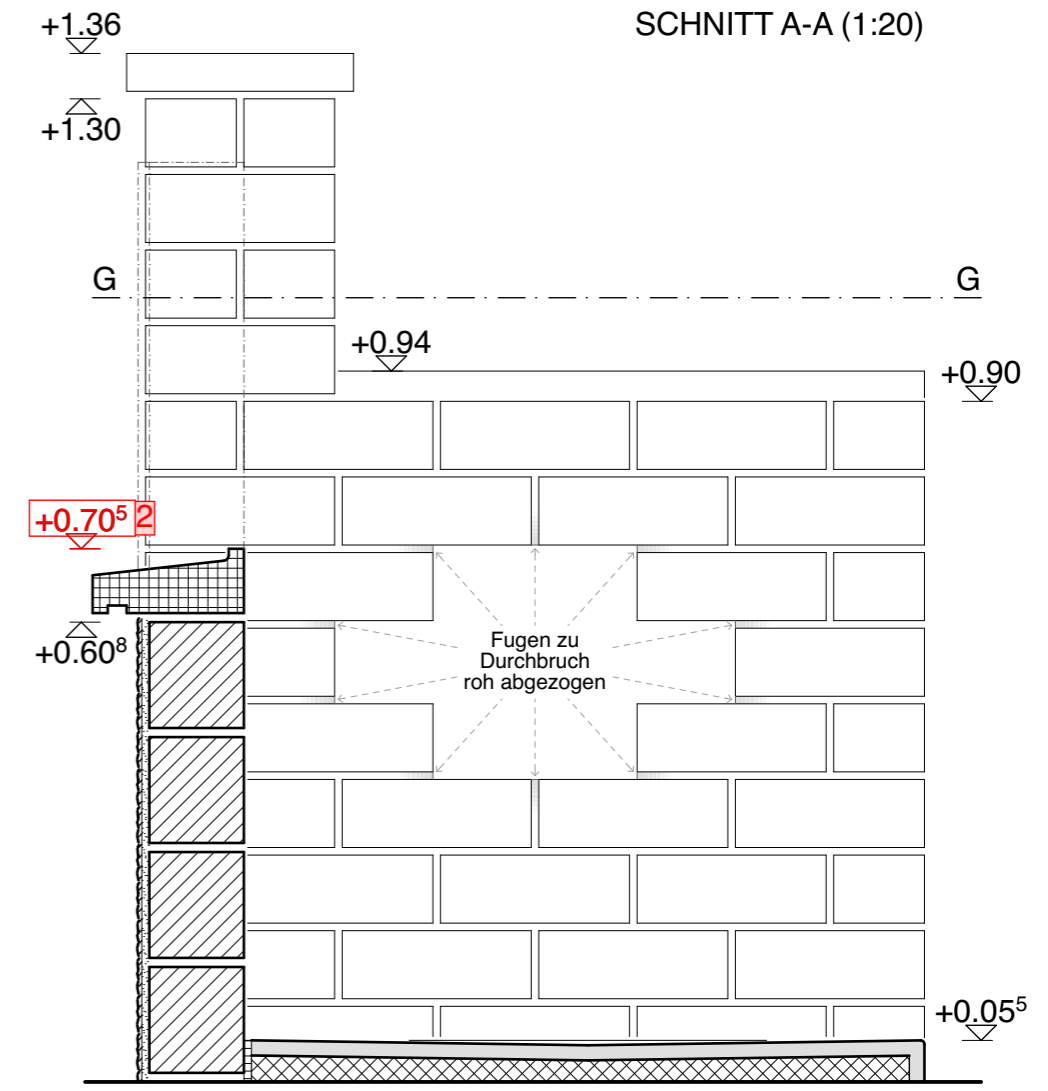 SCHNITT A-A (1:20)
+1.36
+1.30
G G
+0.94
+0.90
+0.70⁵ 2
+0.60⁸
Fugen zu
Durchbruch
roh abgezogen
+0.05⁵